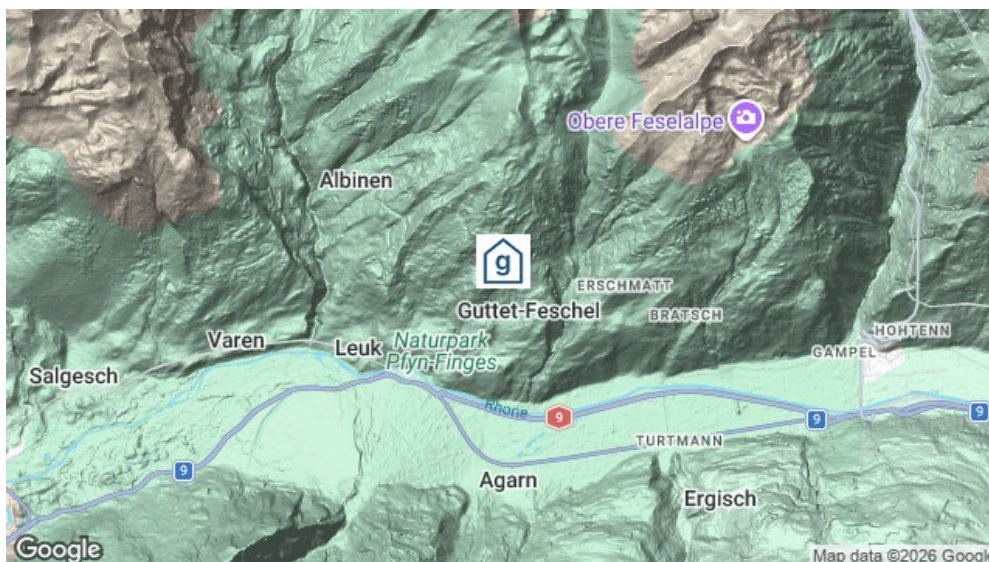 Obere Feselalpe
Albinen
g
ERSCHMATT
Guttet-Feschel
BRATSCH
HOHTENN
Varen
Naturpark
Pfyn-Finges
Leuk
GAMPEL
Salgesch
Rhone
9
9
9
TURTMANN
9
Agarn
Ergisch
Google
Map data ©2026 Google